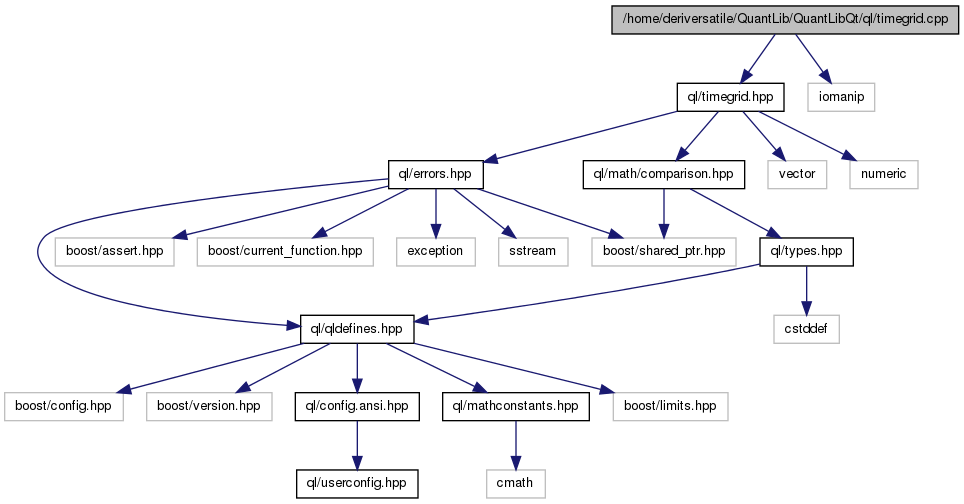 /home/deriversatile/QuantLib/QuantLibQt/ql/timegrid.cpp
ql/timegrid.hpp
iomanip
ql/errors.hpp
ql/math/comparison.hpp
vector
numeric
boost/assert.hpp
boost/current_function.hpp
exception
sstream
boost/shared_ptr.hpp
ql/types.hpp
ql/qldefines.hpp
cstddef
boost/config.hpp
boost/version.hpp
ql/config.ansi.hpp
ql/mathconstants.hpp
boost/limits.hpp
ql/userconfig.hpp
cmath